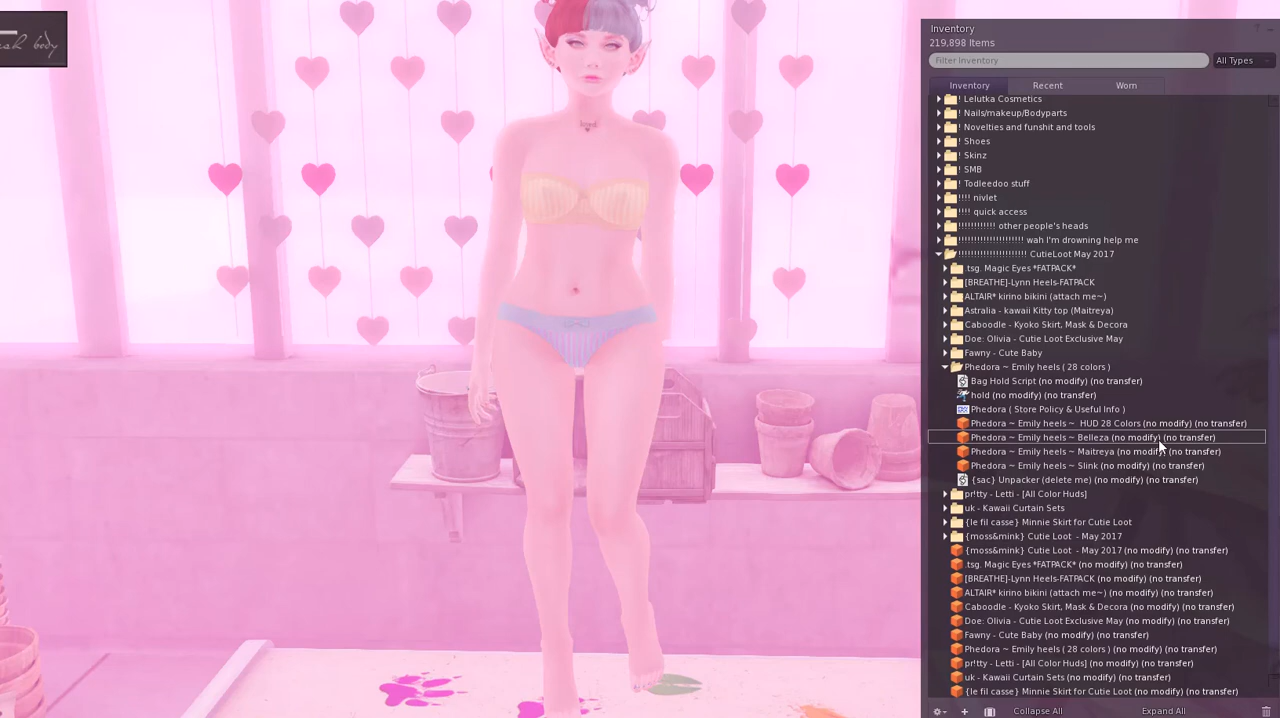 body
Inventory
219,898 Items
Filter Inventory
All Types
Inventory
Recent
Worn
! Lelutka Cosmetics
! Nails/makeup/Bodyparts
! Novelties and funshit and tools
! Shoes
! Skinz
! SMB
! Todleedoo stuff
!!!! nivlet
!!!! quick access
!!!!!!!!!!!! other people's heads
!!!!!!!!!!!!!!!!!!!!!! wah I'm drowning help me
!!!!!!!!!!!!!!!!!!!!!!! CutieLoot May 2017
.tsg. Magic Eyes *FATPACK*
[BREATHE]-Lynn Heels-FATPACK
ALTAIR* kirino bikini (attach me~)
Astralia - kawaii Kitty top (Maitreya)
Caboodle - Kyoko Skirt, Mask & Decora
Doe: Olivia - Cutie Loot Exclusive May
Fawny - Cute Baby
Phedora ~ Emily heels ( 28 colors )
Bag Hold Script (no modify) (no transfer)
hold (no modify) (no transfer)
Phedora ( Store Policy & Useful Info )
Phedora ~ Emily heels ~ HUD 28 Colors (no modify) (no transfer)
Phedora ~ Emily heels ~ Belleza (no modify) (no transfer)
Phedora ~ Emily heels ~ Maitreya (no modify) (no transfer)
Phedora ~ Emily heels ~ Slink (no modify) (no transfer)
{sac} Unpacker (delete me) (no modify) (no transfer)
pr!tty - Letti - [All Color Huds]
uk - Kawaii Curtain Sets
{le fil casse} Minnie Skirt for Cutie Loot
{moss&mink} Cutie Loot - May 2017
{moss&mink} Cutie Loot - May 2017 (no modify) (no transfer)
.tsg. Magic Eyes *FATPACK* (no modify) (no transfer)
[BREATHE]-Lynn Heels-FATPACK (no modify) (no transfer)
ALTAIR* kirino bikini (attach me~) (no modify) (no transfer)
Caboodle - Kyoko Skirt, Mask & Decora (no modify) (no transfer)
Doe: Olivia - Cutie Loot Exclusive May (no modify) (no transfer)
Fawny - Cute Baby (no modify) (no transfer)
Phedora ~ Emily heels ( 28 colors ) (no modify) (no transfer)
pr!tty - Letti - [All Color Huds] (no modify) (no transfer)
uk - Kawaii Curtain Sets (no modify) (no transfer)
{le fil casse} Minnie Skirt for Cutie Loot (no modify) (no transfer)
Collapse All
Expand All